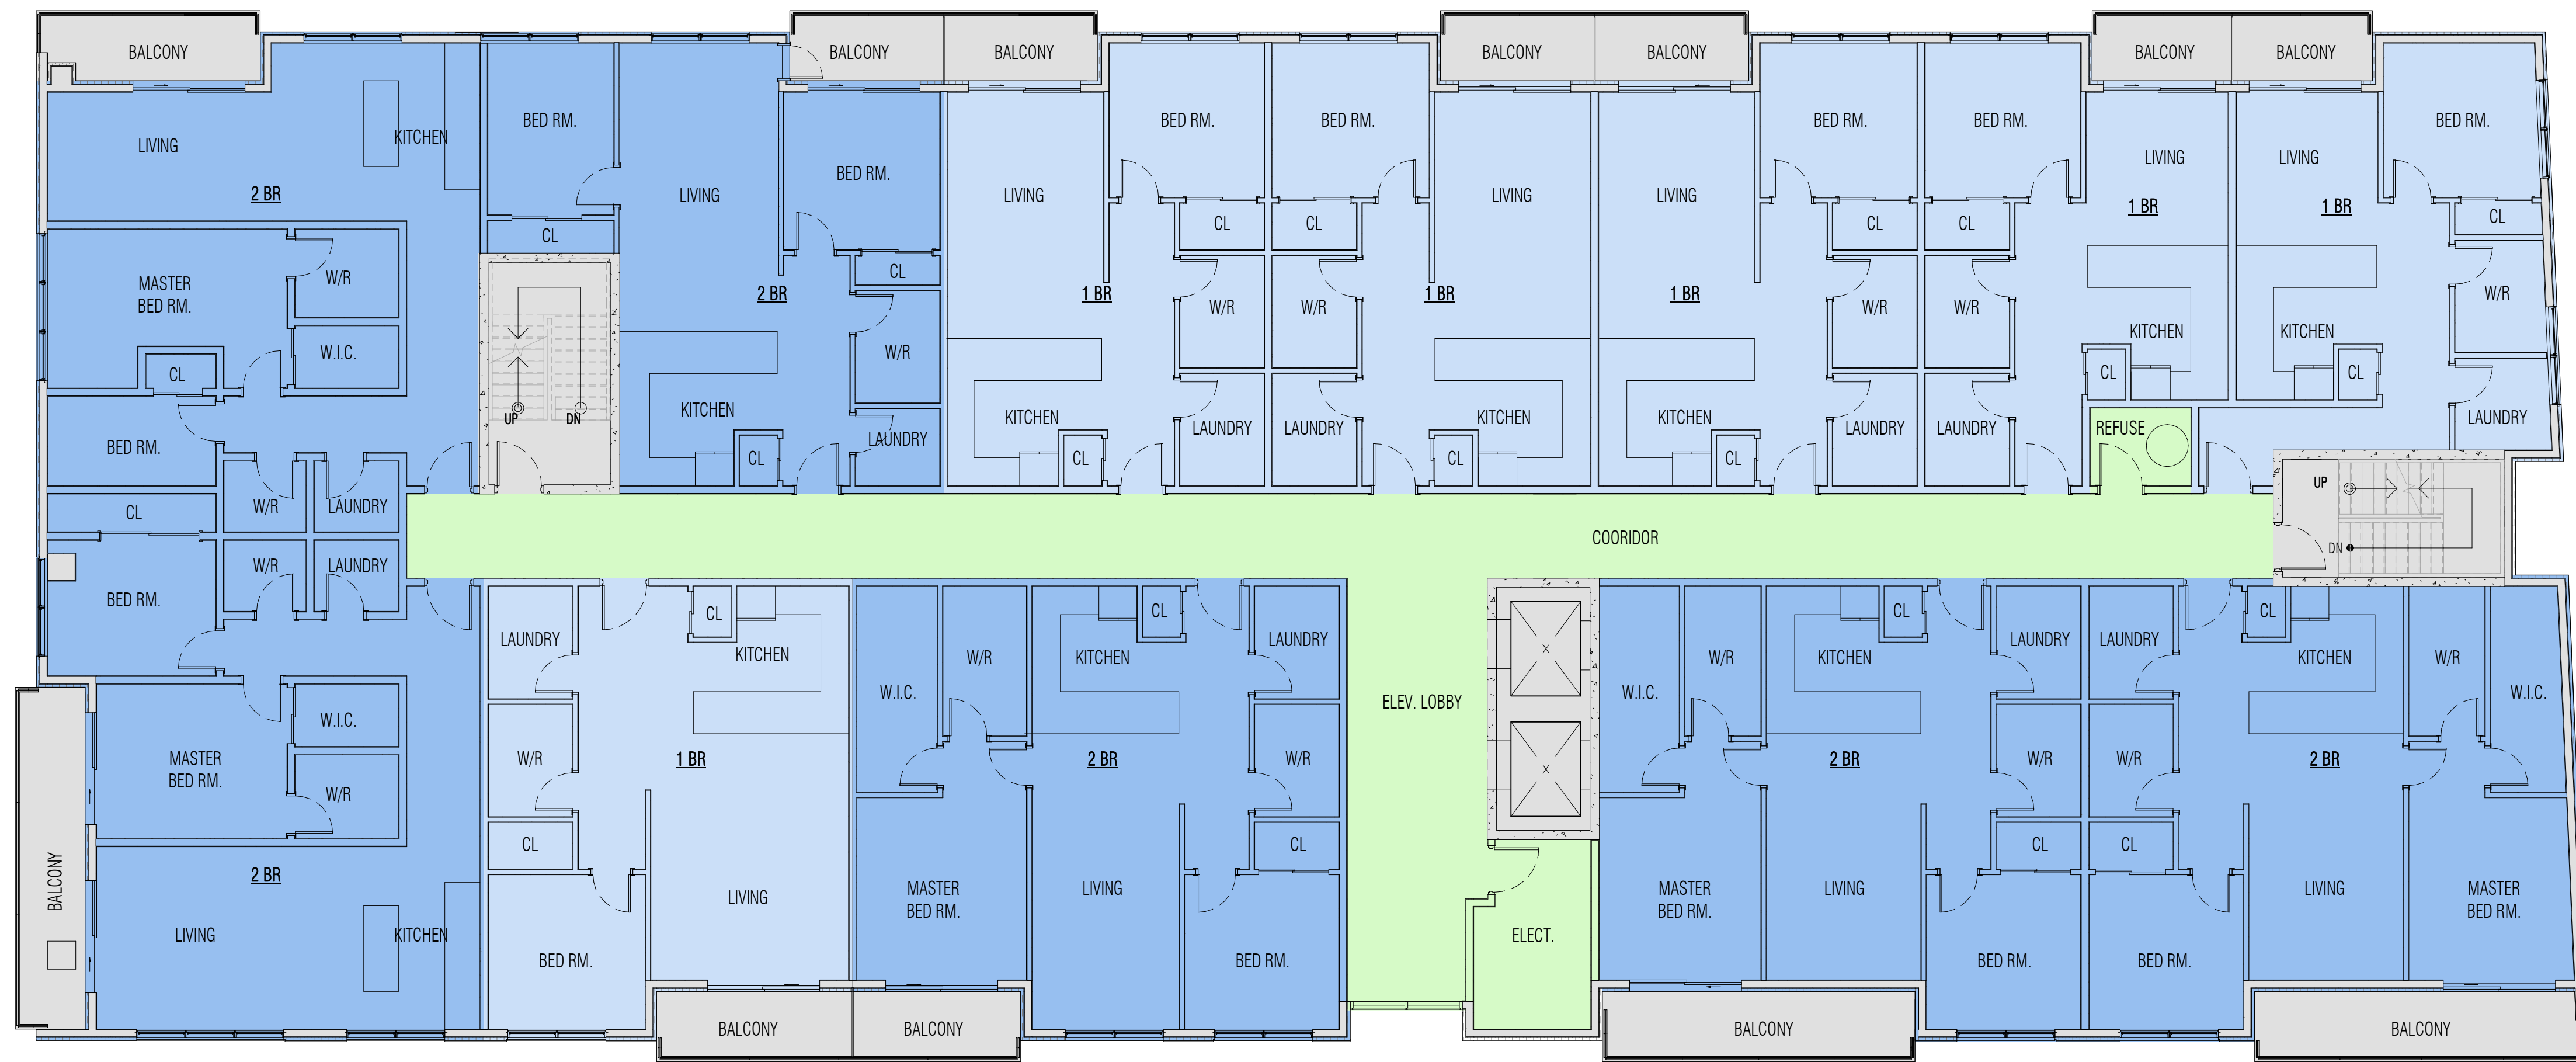 BALCONY
BALCONY
BALCONY
BALCONY
BALCONY
BALCONY
BALCONY
BED RM.
BED RM.
BED RM.
BED RM.
BED RM.
BED RM.
KITCHEN
LIVING
BED RM.
LIVING
LIVING
2 BR
LIVING
LIVING
LIVING
LIVING
1 BR
1 BR
CL
CL
CL
CL
CL
CL
CL
W/R
MASTER
BED RM.
2 BR
1 BR
1 BR
1 BR
W/R
W/R
W/R
W/R
W/R
W.I.C.
W/R
KITCHEN
KITCHEN
CL
CL
CL
UP
DN
KITCHEN
KITCHEN
KITCHEN
KITCHEN
LAUNDRY
BED RM.
LAUNDRY
LAUNDRY
LAUNDRY
LAUNDRY
LAUNDRY
REFUSE
CL
CL
CL
CL
UP
W/R
LAUNDRY
CL
COORIDOR
DN
W/R
LAUNDRY
BED RM.
CL
CL
CL
CL
LAUNDRY
KITCHEN
W/R
KITCHEN
LAUNDRY
W/R
KITCHEN
LAUNDRY
LAUNDRY
KITCHEN
W/R
W.I.C.
W.I.C.
W.I.C.
W.I.C.
ELEV. LOBBY
MASTER
BED RM.
W/R
1 BR
2 BR
W/R
2 BR
W/R
W/R
2 BR
W/R
CL
CL
CL
CL
2 BR
BALCONY
LIVING
MASTER
BED RM.
LIVING
MASTER
BED RM.
LIVING
LIVING
MASTER
BED RM.
LIVING
KITCHEN
ELECT.
BED RM.
BED RM.
BED RM.
BED RM.
BALCONY
BALCONY
BALCONY
BALCONY